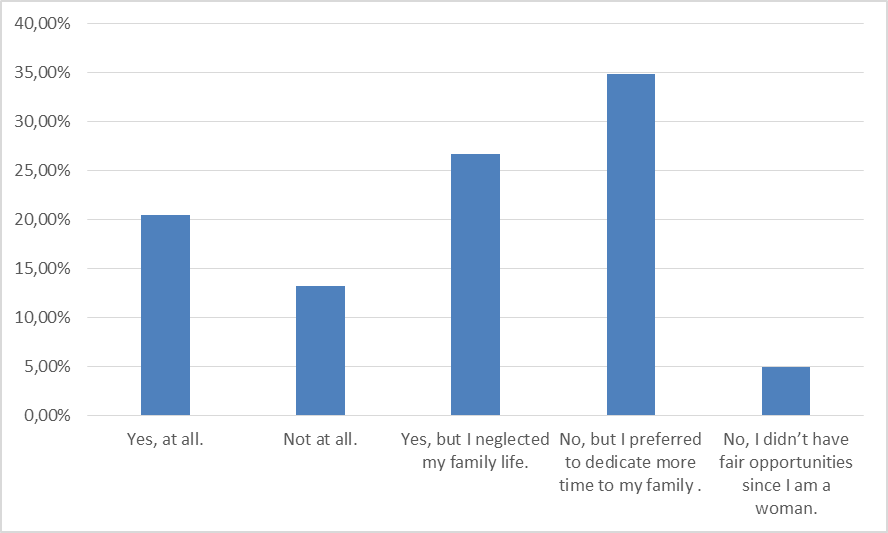 40,00%
35,00%
30,00%
25,00%
20,00%
15,00%
10,00%
5,00%
0,00%
Yes, at all.
Not at all.
Yes, but I neglected
my family life.
No, but I preferred
to dedicate more
time to my family .
No, I didn’t have
fair opportunities
since I am a
woman.